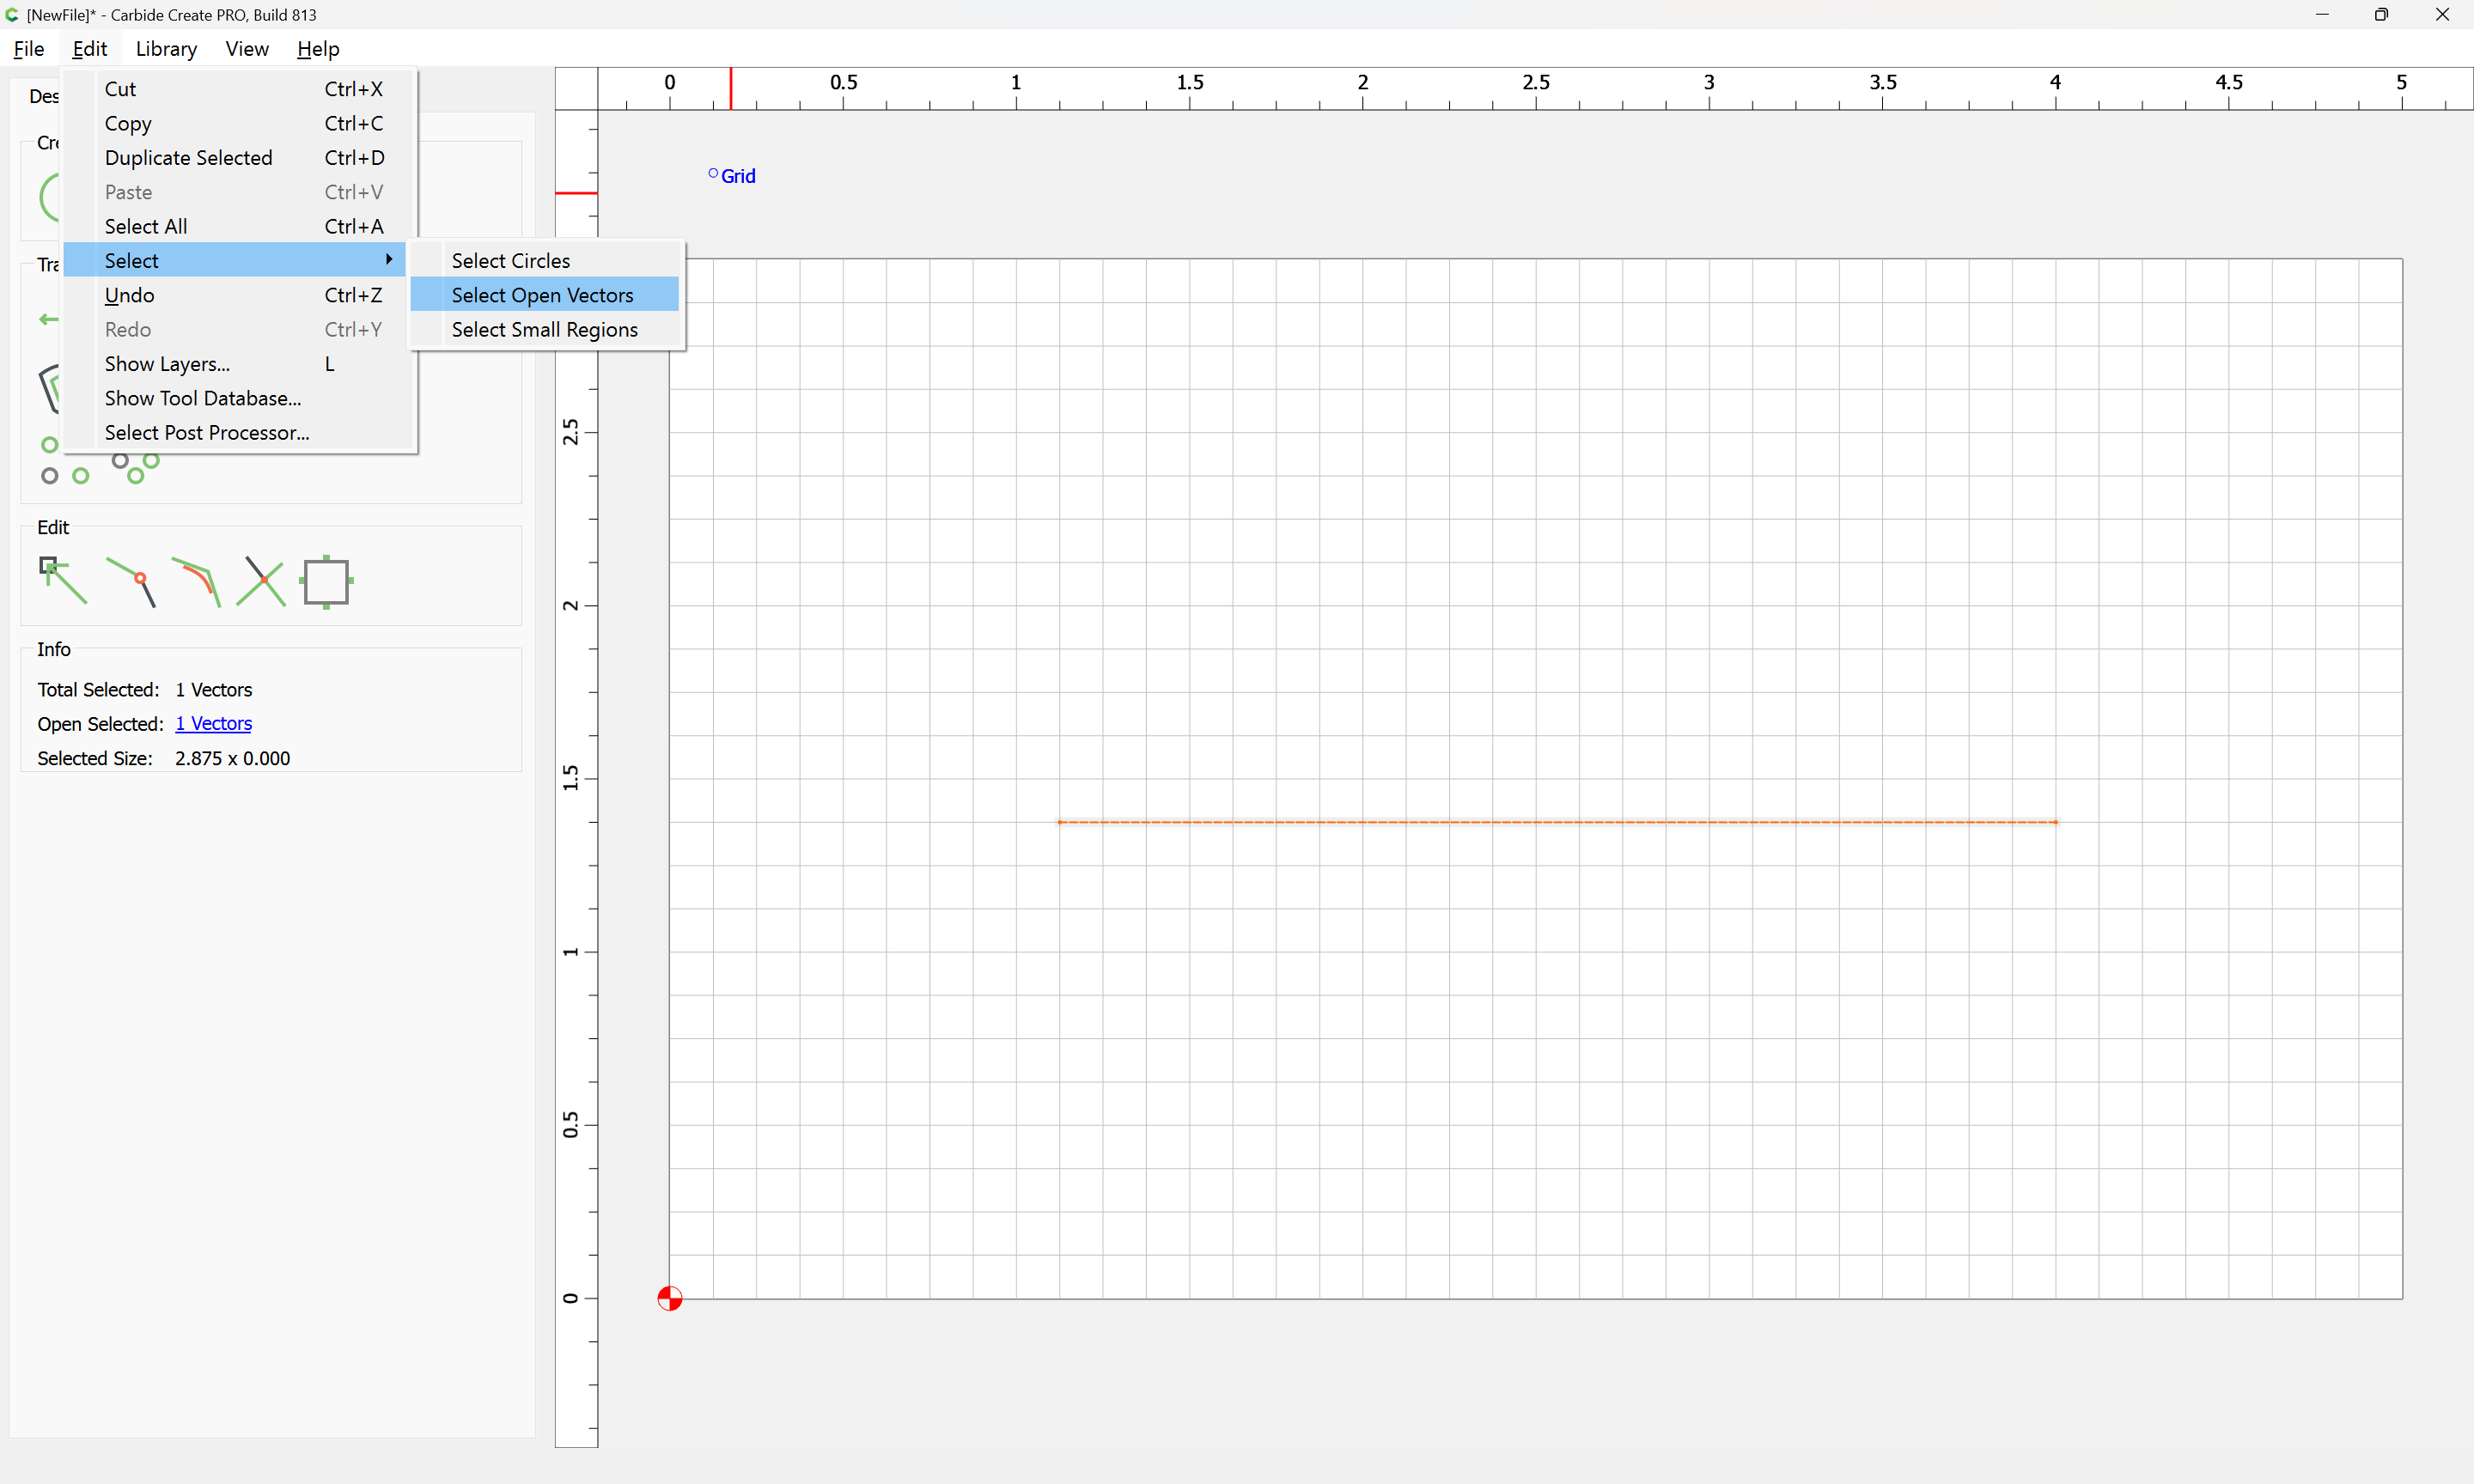 [NewFile]* - Carbide Create PRO, Build 813
File Edit Library View Help
Des
Cut Ctrl+X
Copy Ctrl+C
Duplicate Selected Ctrl+D
Paste Ctrl+V
Select All Ctrl+A
Select
Undo Ctrl+Z
Redo Ctrl+Y
Show Layers... L
Show Tool Database...
Select Post Processor...
Select Circles
Select Open Vectors
Select Small Regions
Cre
Tra
Edit
Info
Total Selected: 1 Vectors
Open Selected: 1 Vectors
Selected Size: 2.875 x 0.000
0 0.5 1 1.5 2 2.5 3 3.5 4 4.5 5
Grid
2.5
2
1.5
1
0.5
0